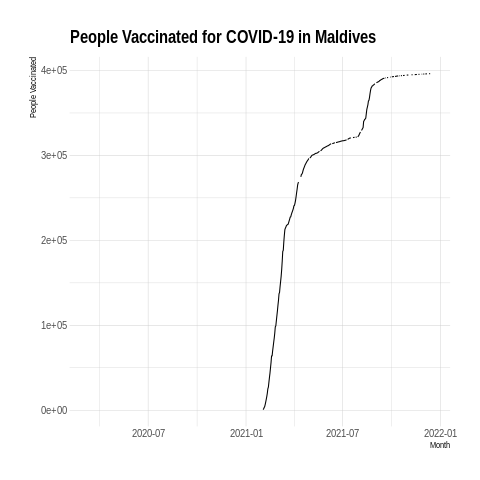 People Vaccinated for COVID-19 in Maldives
People Vaccinated
4e+05
3e+05
2e+05
1e+05
0e+00
2020-07 2021-01 2021-07 2022-01
Month